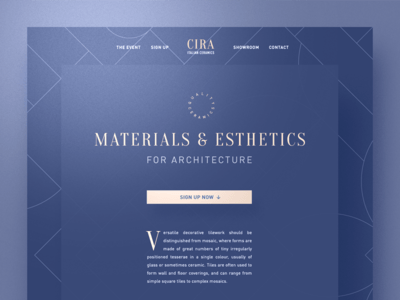 THE EVENT
SIGN UP
CIRA
ITALIAN CERAMICS
SHOWROOM
CONTACT
MATERIALS & ESTHETICS
FOR ARCHITECTURE
SIGN UP NOW ↓
Versatile decorative tilework should be
distinguished from mosaic, where forms are
made of great numbers of tiny irregularly
positioned tesserae in a single colour, usually of
glass or sometimes ceramic. Tiles are often used to
form wall and floor coverings, and can range from
simple square tiles to complex mosaics.